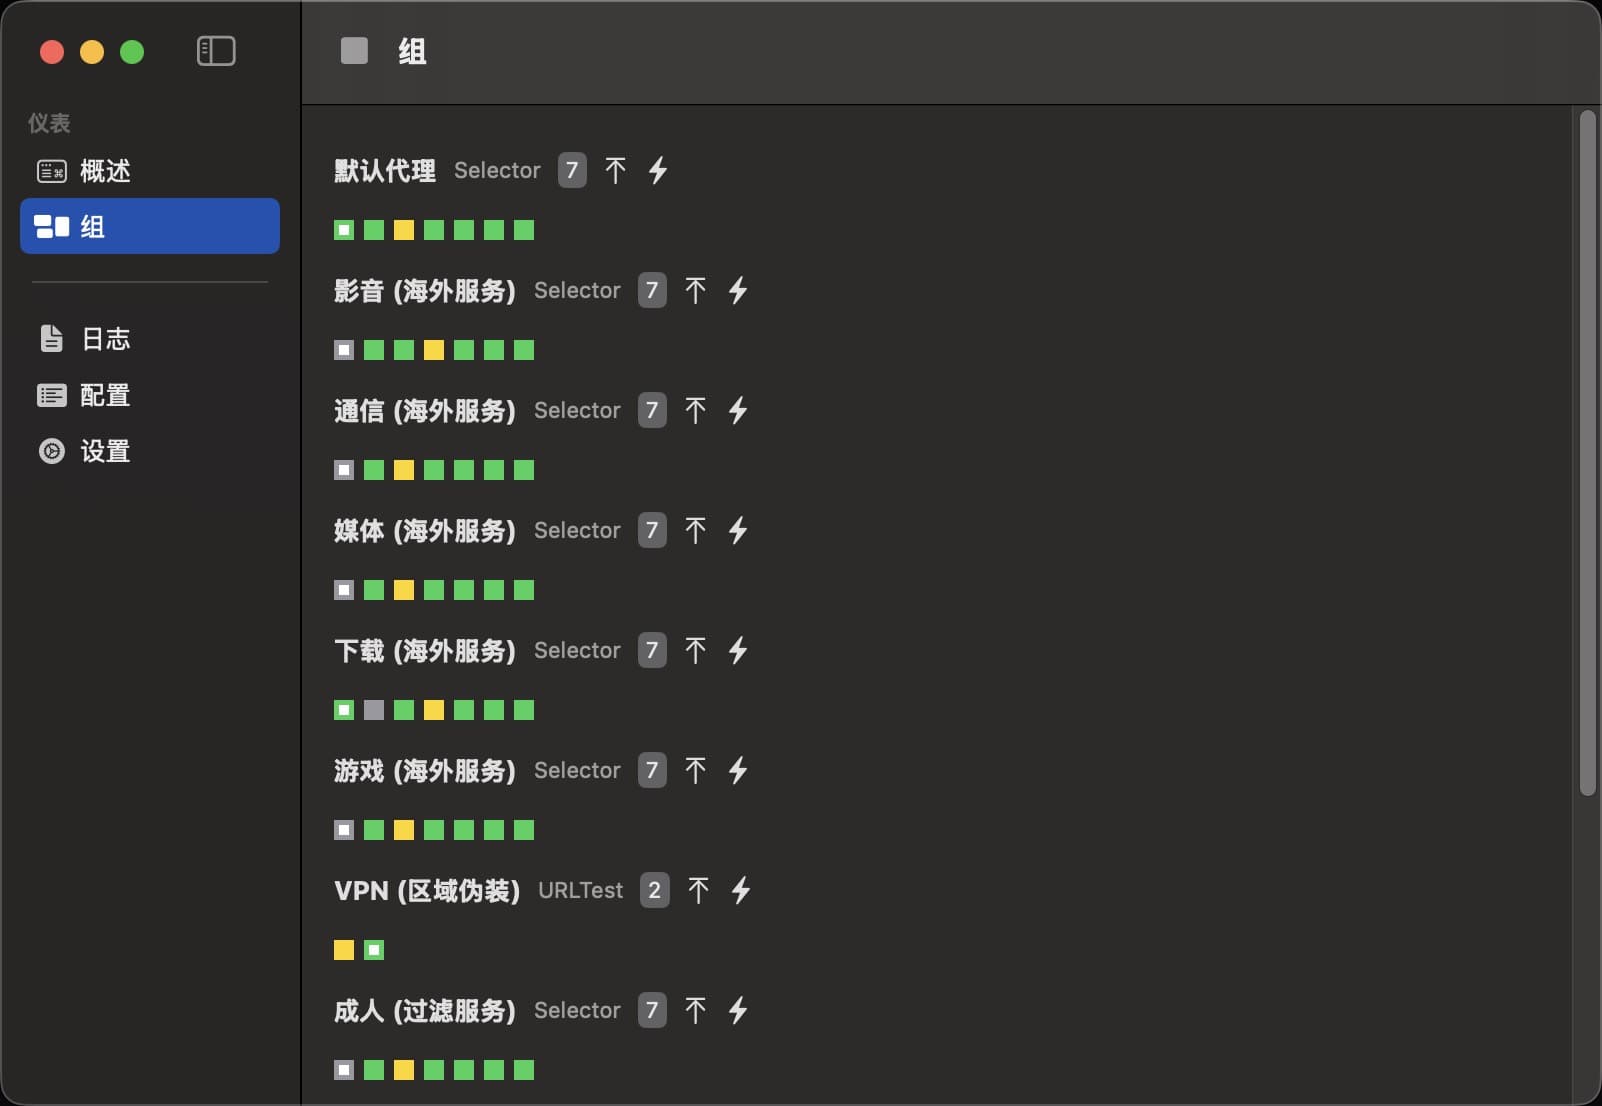 组
仪表
概述
组
日志
配置
设置
默认代理 Selector 7
影音 (海外服务) Selector 7
通信 (海外服务) Selector 7
媒体 (海外服务) Selector 7
下载 (海外服务) Selector 7
游戏 (海外服务) Selector 7
VPN (区域伪装) URLTest 2
成人 (过滤服务) Selector 7